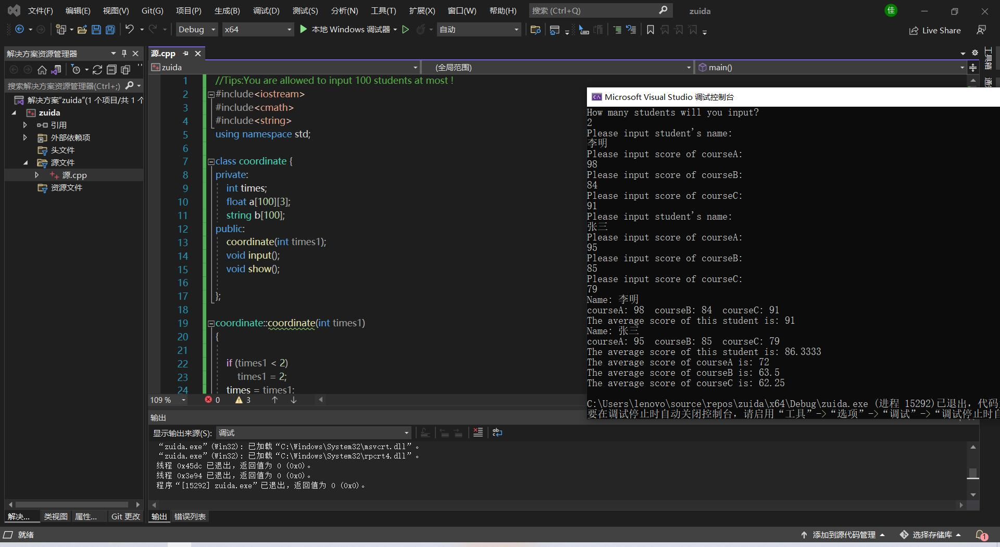 文件(F) 编辑(E) 视图(V) Git(G) 项目(P) 生成(B) 调试(D) 测试(S) 分析(N) 工具(T) 扩展(X) 窗口(W) 帮助(H) 搜索 (Ctrl+Q) zuida 佳
Debug x64 本地 Windows 调试器 自动 Live Share
解决方案资源管理器
搜索解决方案资源管理器(Ctrl+;)
解决方案"zuida"(1 个项目/共 1 个
zuida
引用
外部依赖项
头文件
源文件
源.cpp
资源文件
解决... 类视图 属性... Git 更改
源.cpp
zuida (全局范围) main()
1 //Tips:You are allowed to input 100 students at most !
2 #include<iostream>
3 #include<cmath>
4 #include<string>
5 using namespace std;
6
7 class coordinate {
8 private:
9 int times;
10 float a[100][3];
11 string b[100];
12 public:
13 coordinate(int times1);
14 void input();
15 void show();
16
17 };
18
19 coordinate::coordinate(int times1)
20 {
21
22 if (times1 < 2)
23 times1 = 2;
24 times = times1;
109 % 0 3
Microsoft Visual Studio 调试控制台
How many students will you input?
2
Please input student's name:
李明
Please input score of courseA:
98
Please input score of courseB:
84
Please input score of courseC:
91
Please input student's name:
张三
Please input score of courseA:
95
Please input score of courseB:
85
Please input score of courseC:
79
Name: 李明
courseA: 98 courseB: 84 courseC: 91
The average score of this student is: 91
Name: 张三
courseA: 95 courseB: 85 courseC: 79
The average score of this student is: 86.3333
The average score of courseA is: 72
The average score of courseB is: 63.5
The average score of courseC is: 62.25
C:\Users\lenovo\source\repos\zuida\x64\Debug\zuida.exe (进程 15292)已退出，代码
要在调试停止时自动关闭控制台，请启用“工具”->“选项”->“调试”->“调试停止时自
工具箱
输出
显示输出来源(S): 调试
“zuida.exe”(Win32): 已加载“C:\Windows\System32\msvcrt.dll”。
“zuida.exe”(Win32): 已加载“C:\Windows\System32\rpcrt4.dll”。
线程 0x45dc 已退出，返回值为 0 (0x0)。
线程 0x3e94 已退出，返回值为 0 (0x0)。
程序“[15292] zuida.exe”已退出，返回值为 0 (0x0)。
输出 错误列表
就绪 添加到源代码管理 选择存储库 1